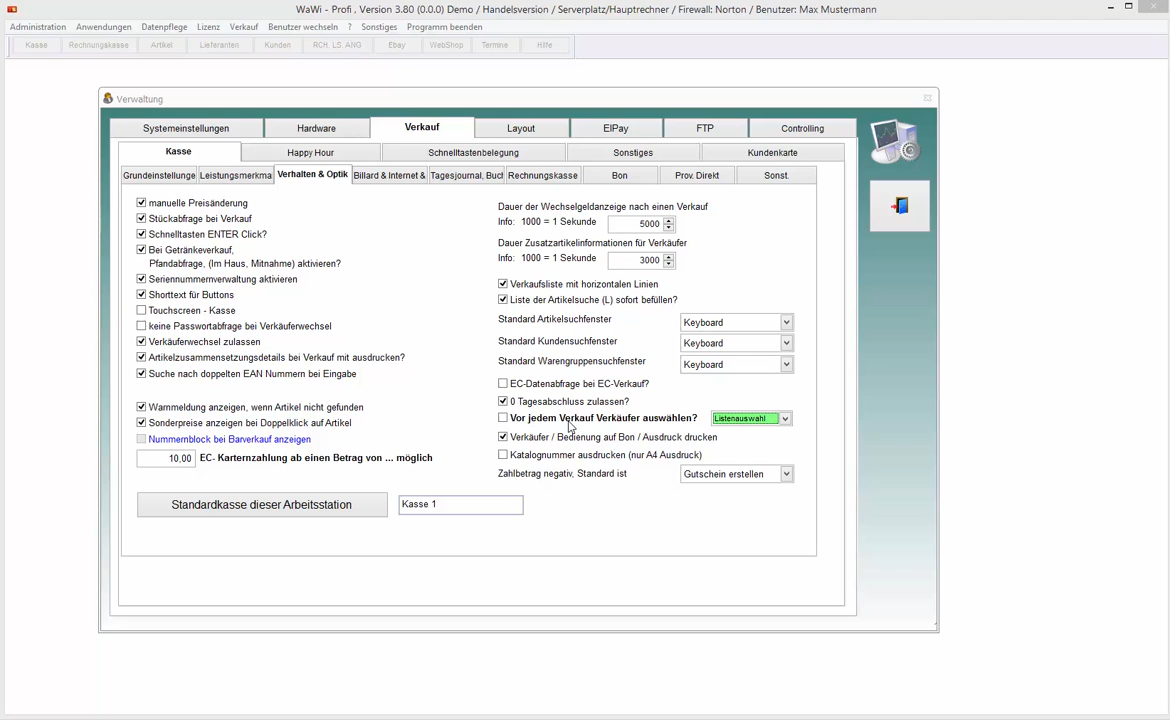 WaWi - Profi , Version 3.80 (0.0.0) Demo / Handelsversion / Serverplatz/Hauptrechner / Firewall: Norton / Benutzer: Max Mustermann
Administration Anwendungen Datenpflege Lizenz Verkauf Benutzer wechseln ? Sonstiges Programm beenden
Kasse Rechnungskasse Artikel Lieferanten Kunden RCH. LS. ANG Ebay WebShop Termine Hilfe
Verwaltung
Systemeinstellungen Hardware Verkauf Layout ElPay FTP Controlling
Kasse Happy Hour Schnelltastenbelegung Sonstiges Kundenkarte
Grundeinstellunge Leistungsmerkma Verhalten & Optik Billard & Internet & Tagesjournal, Bucl Rechnungskasse Bon Prov. Direkt Sonst.
manuelle Preisänderung
Stückabfrage bei Verkauf
Schnelltasten ENTER Click?
Bei Getränkeverkauf,
Pfandabfrage, (Im Haus, Mitnahme) aktivieren?
Seriennummernverwaltung aktivieren
Shorttext für Buttons
Touchscreen - Kasse
keine Passwortabfrage bei Verkäuferwechsel
Verkäuferwechsel zulassen
Artikelzusammensetzungsdetails bei Verkauf mit ausdrucken?
Suche nach doppelten EAN Nummern bei Eingabe
Warnmeldung anzeigen, wenn Artikel nicht gefunden
Sonderpreise anzeigen bei Doppelklick auf Artikel
Nummernblock bei Barverkauf anzeigen
10,00 EC- Karternzahlung ab einen Betrag von ... möglich
Standardkasse dieser Arbeitsstation Kasse 1
Dauer der Wechselgeldanzeige nach einen Verkauf
Info: 1000 = 1 Sekunde 5000
Dauer Zusatzartikelinformationen für Verkäufer
Info: 1000 = 1 Sekunde 3000
Verkaufsliste mit horizontalen Linien
Liste der Artikelsuche (L) sofort befüllen?
Standard Artikelsuchfenster Keyboard
Standard Kundensuchfenster Keyboard
Standard Warengruppensuchfenster Keyboard
EC-Datenabfrage bei EC-Verkauf?
0 Tagesabschluss zulassen?
Vor jedem Verkauf Verkäufer auswählen? Listenauswahl
Verkäufer / Bedienung auf Bon / Ausdruck drucken
Katalognummer ausdrucken (nur A4 Ausdruck)
Zahlbetrag negativ, Standard ist Gutschein erstellen